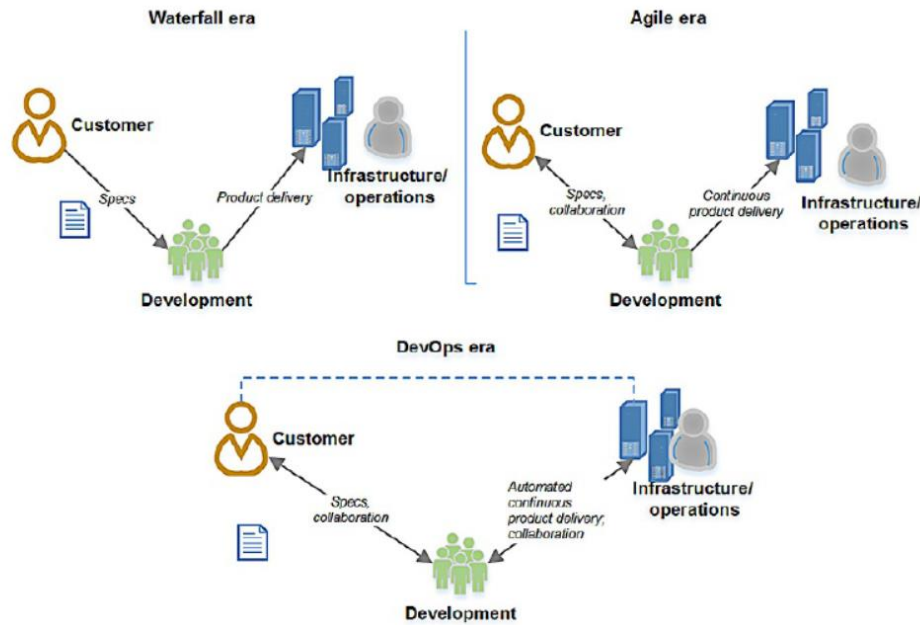 Waterfall era
Customer
Specs
Product delivery
Infrastructure/
operations
Development
Agile era
Customer
Specs,
collaboration
Continuous
product delivery
Infrastructure/
operations
Development
DevOps era
Customer
Specs,
collaboration
Automated
continuous
product delivery;
collaboration
Infrastructure/
operations
Development